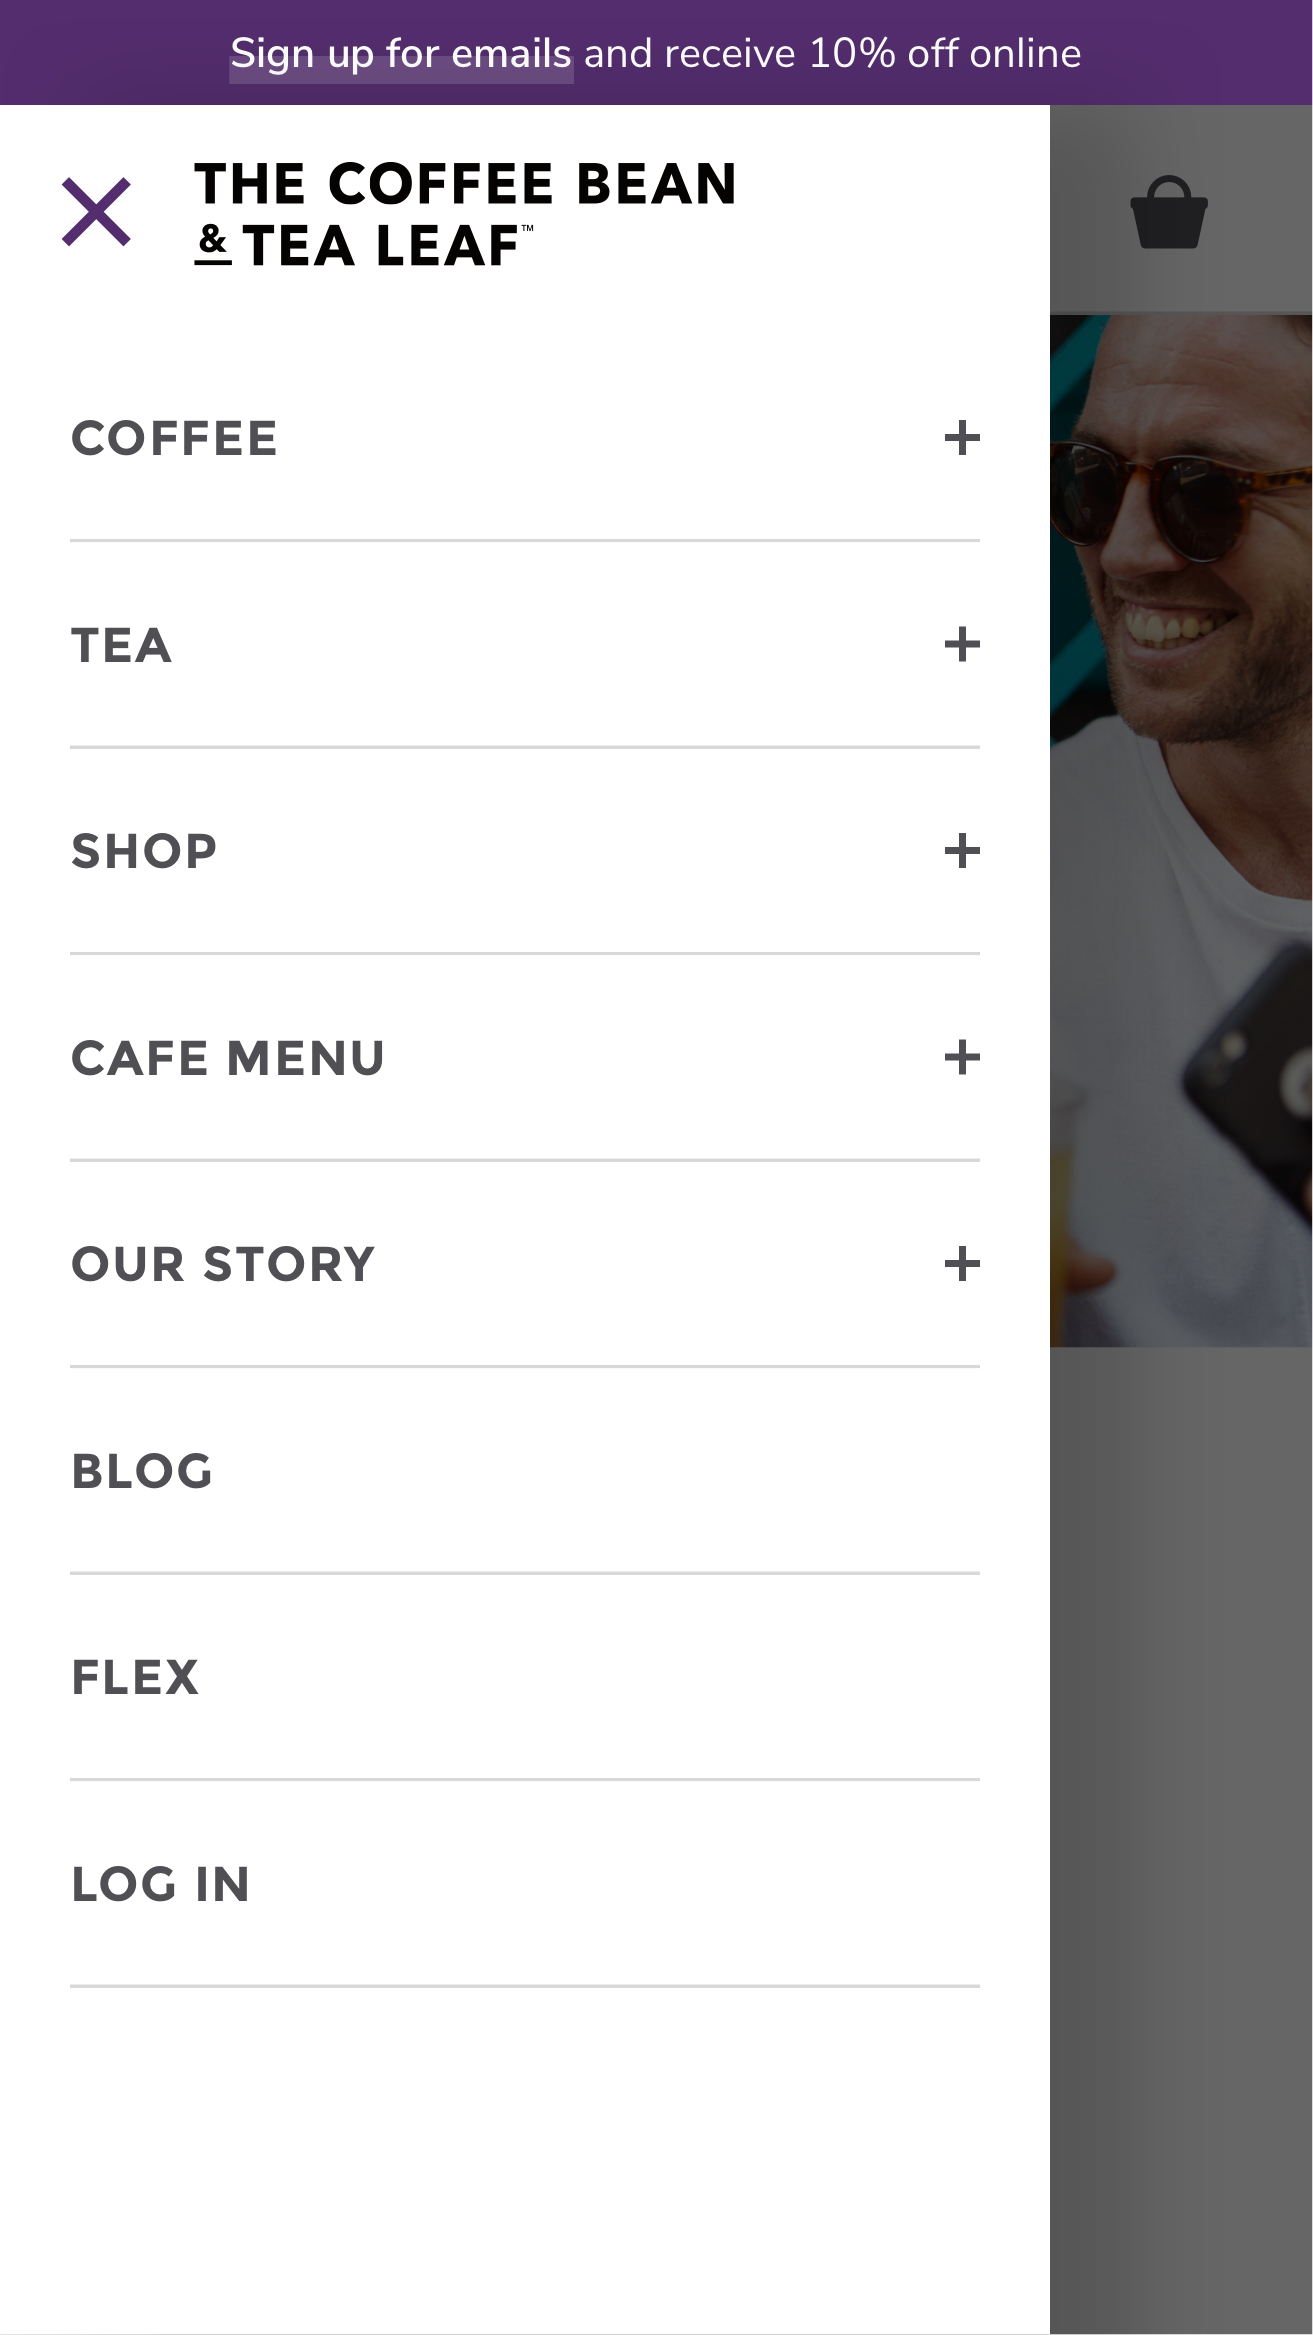 Sign up for emails and receive 10% off online
THE COFFEE BEAN
& TEA LEAF™
COFFEE
TEA
SHOP
CAFE MENU
OUR STORY
BLOG
FLEX
LOG IN